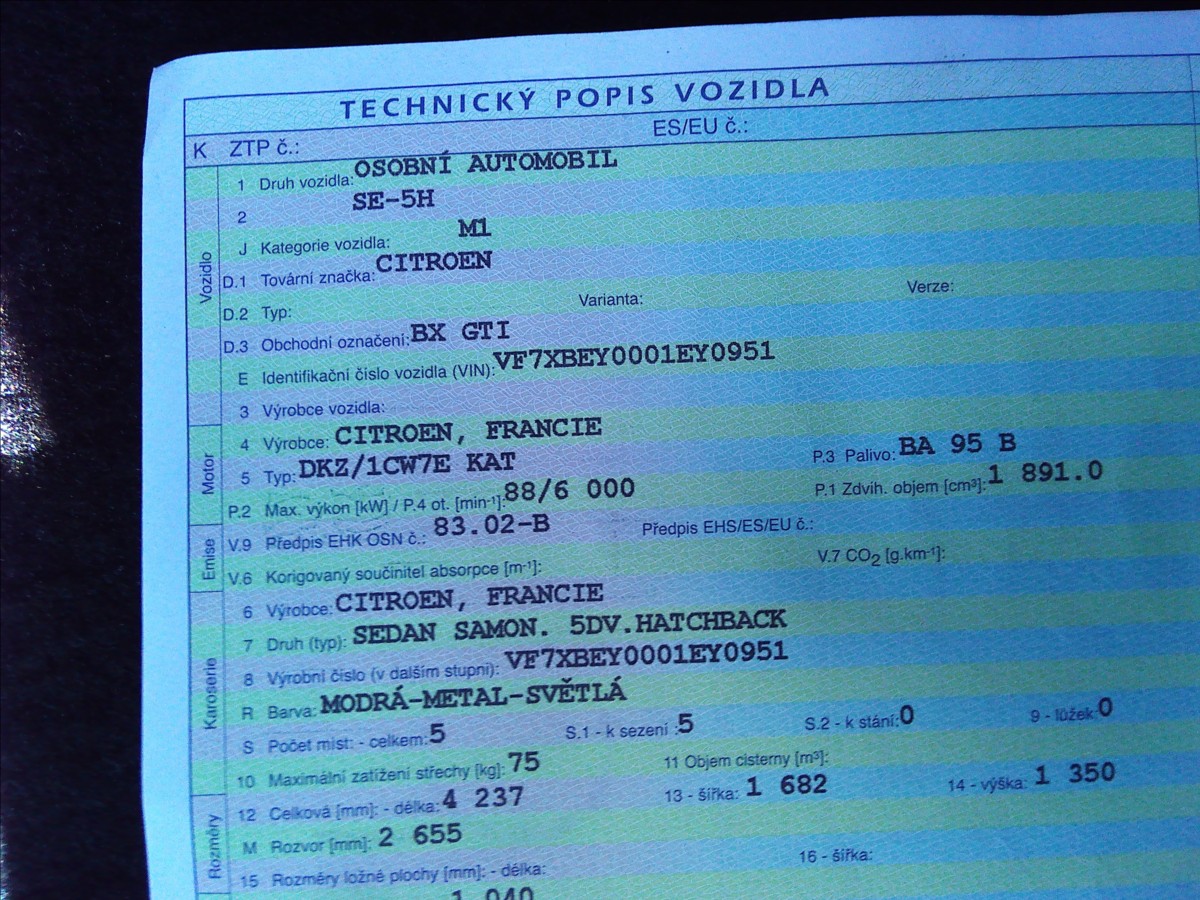 TECHNICKÝ POPIS VOZIDLA
K ZTP č.: ES/EU č.:
Vozidlo
1 Druh vozidla: OSOBNÍ AUTOMOBIL
2 SE-5H
J Kategorie vozidla: M1
D.1 Tovární značka: CITROEN
D.2 Typ: Varianta: Verze:
D.3 Obchodní označení: BX GTI
E Identifikační číslo vozidla (VIN): VF7XBEY0001EY0951
3 Výrobce vozidla:
Motor
4 Výrobce: CITROEN, FRANCIE
5 Typ: DKZ/1CW7E KAT P.3 Palivo: BA 95 B
P.2 Max. výkon [kW] / P.4 ot. [min-¹]: 88/6 000 P.1 Zdvih. objem [cm³]: 1 891.0
Emise
V.9 Předpis EHK OSN č.: 83.02-B Předpis EHS/ES/EU č.:
V.6 Korigovaný součinitel absorpce [m-¹]: V.7 CO₂ [g.km-¹]:
Karoserie
6 Výrobce: CITROEN, FRANCIE
7 Druh (typ): SEDAN SAMON. 5DV.HATCHBACK
8 Výrobní číslo (v dalším stupni): VF7XBEY0001EY0951
R Barva: MODRÁ-METAL-SVĚTLÁ
S Počet míst: - celkem: 5 S.1 - k sezení : 5 S.2 - k stání: 0 9 - lůžek: 0
10 Maximální zatížení střechy [kg]: 75 11 Objem cisterny [m³]:
Rozměry
12 Celková [mm]: - délka: 4 237 13 - šířka: 1 682 14 - výška: 1 350
M Rozvor [mm]: 2 655
15 Rozměry ložné plochy [mm]: - délka: 16 - šířka:
1 040